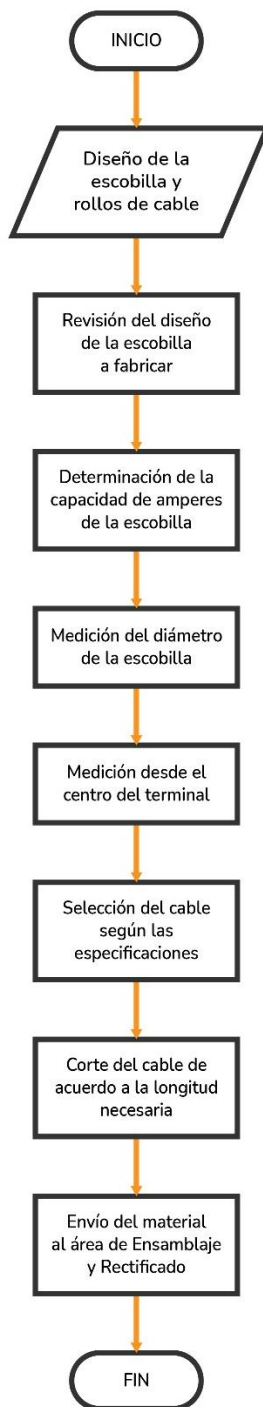 INICIO
Diseño de la
escobilla y
rollos de cable
Revisión del diseño
de la escobilla
a fabricar
Determinación de la
capacidad de amperes
de la escobilla
Medición del diámetro
de la escobilla
Medición desde el
centro del terminal
Selección del cable
según las
especificaciones
Corte del cable de
acuerdo a la longitud
necesaria
Envío del material
al área de Ensamblaje
y Rectificado
FIN